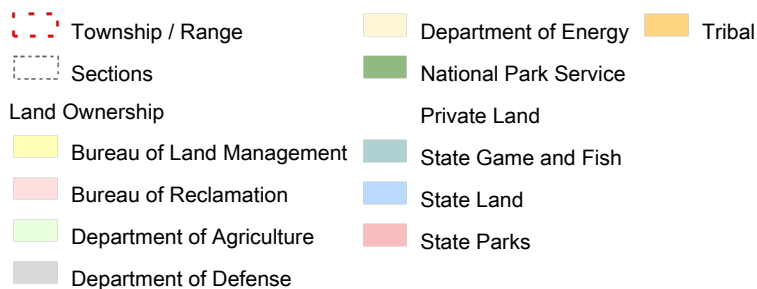 Township / Range
Sections
Land Ownership
Bureau of Land Management
Bureau of Reclamation
Department of Agriculture
Department of Defense
Department of Energy
National Park Service
Private Land
State Game and Fish
State Land
State Parks
Tribal